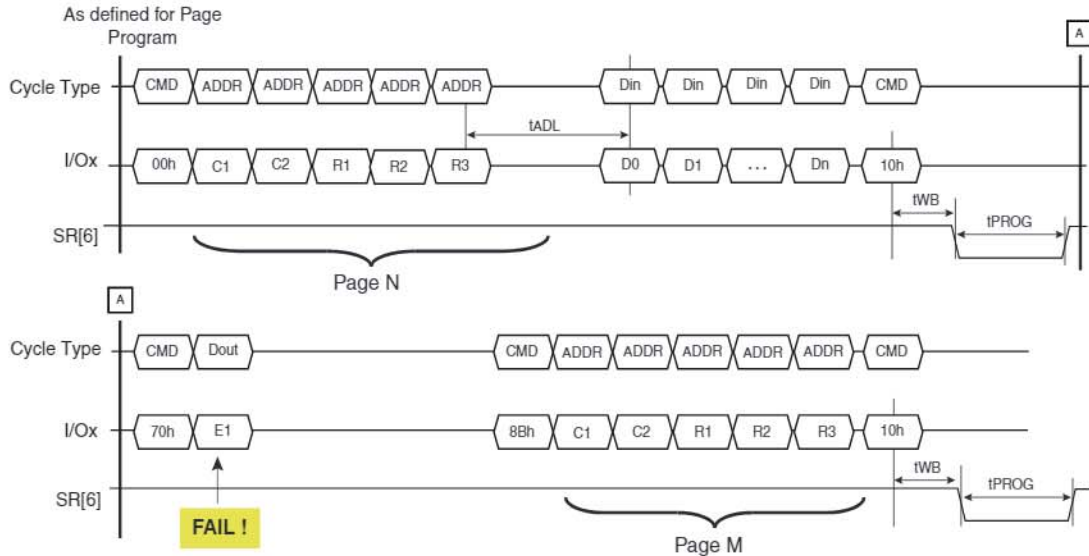 As defined for Page
Program
A
Cycle Type CMD ADDR ADDR ADDR ADDR ADDR Din Din Din Din CMD
tADL
I/Ox 00h C1 C2 R1 R2 R3 D0 D1 ... Dn 10h
tWB
tPROG
SR[6]
Page N
A
Cycle Type CMD Dout CMD ADDR ADDR ADDR ADDR ADDR CMD
I/Ox 70h E1 8Bh C1 C2 R1 R2 R3 10h
tWB
tPROG
SR[6]
FAIL !
Page M